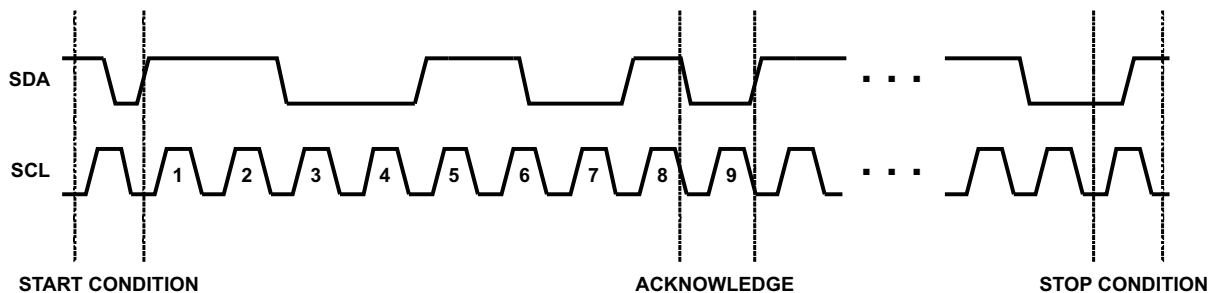 SDA
SCL
1 2 3 4 5 6 7 8 9
START CONDITION
ACKNOWLEDGE
STOP CONDITION